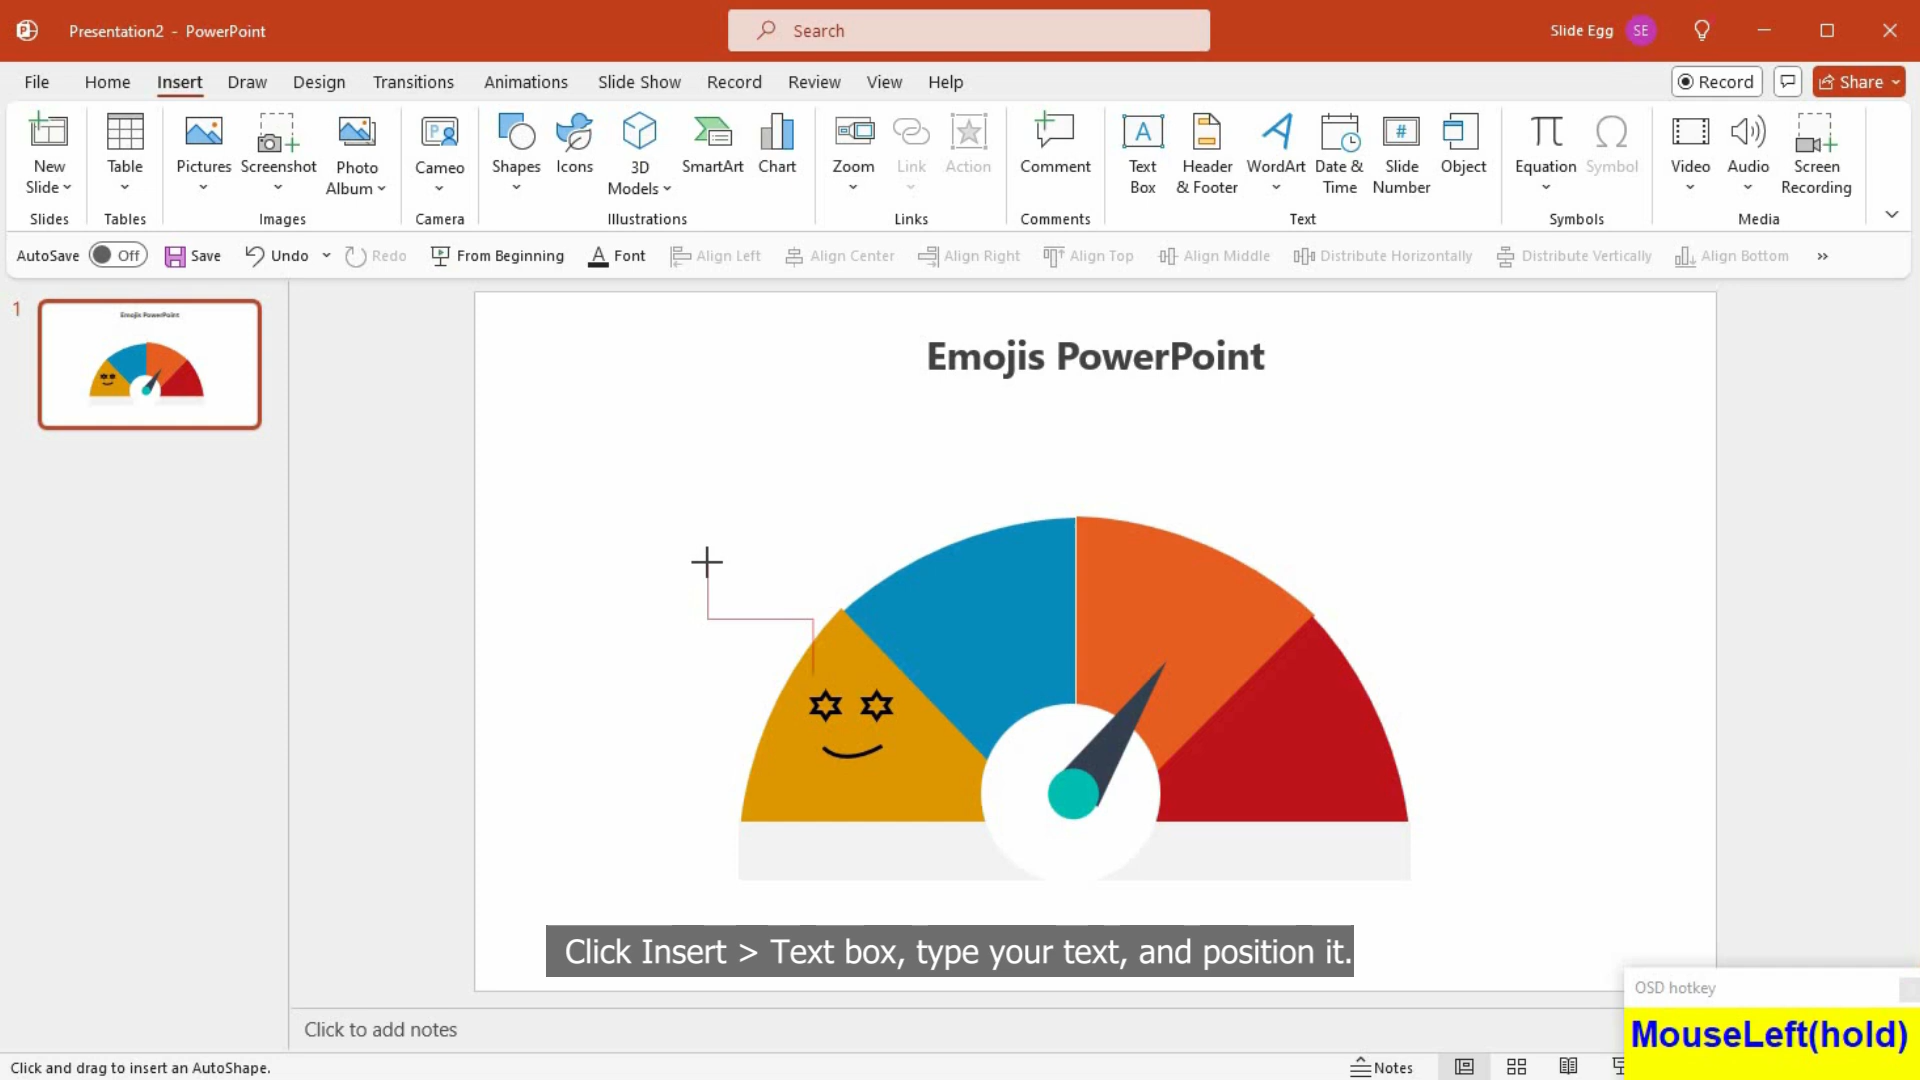 Presentation2 - PowerPoint
Search
Slide Egg
SE
File
Home
Insert
Draw
Design
Transitions
Animations
Slide Show
Record
Review
View
Help
Record
Share
New
Slide
Table
Pictures
Screenshot
Photo
Album
Cameo
Shapes
Icons
3D
Models
SmartArt
Chart
Zoom
Link
Action
Comment
Text
Box
Header
& Footer
WordArt
Date &
Time
Slide
Number
Object
Equation
Symbol
Video
Audio
Screen
Recording
Slides
Tables
Images
Camera
Illustrations
Links
Comments
Text
Symbols
Media
AutoSave
Off
Save
Undo
Redo
From Beginning
Font
Align Left
Align Center
Align Right
Align Top
Align Middle
Distribute Horizontally
Distribute Vertically
Align Bottom
1
Emojis PowerPoint
Emojis PowerPoint
Click Insert > Text box, type your text, and position it.
OSD hotkey
MouseLeft(hold)
Click to add notes
Click and drag to insert an AutoShape.
Notes